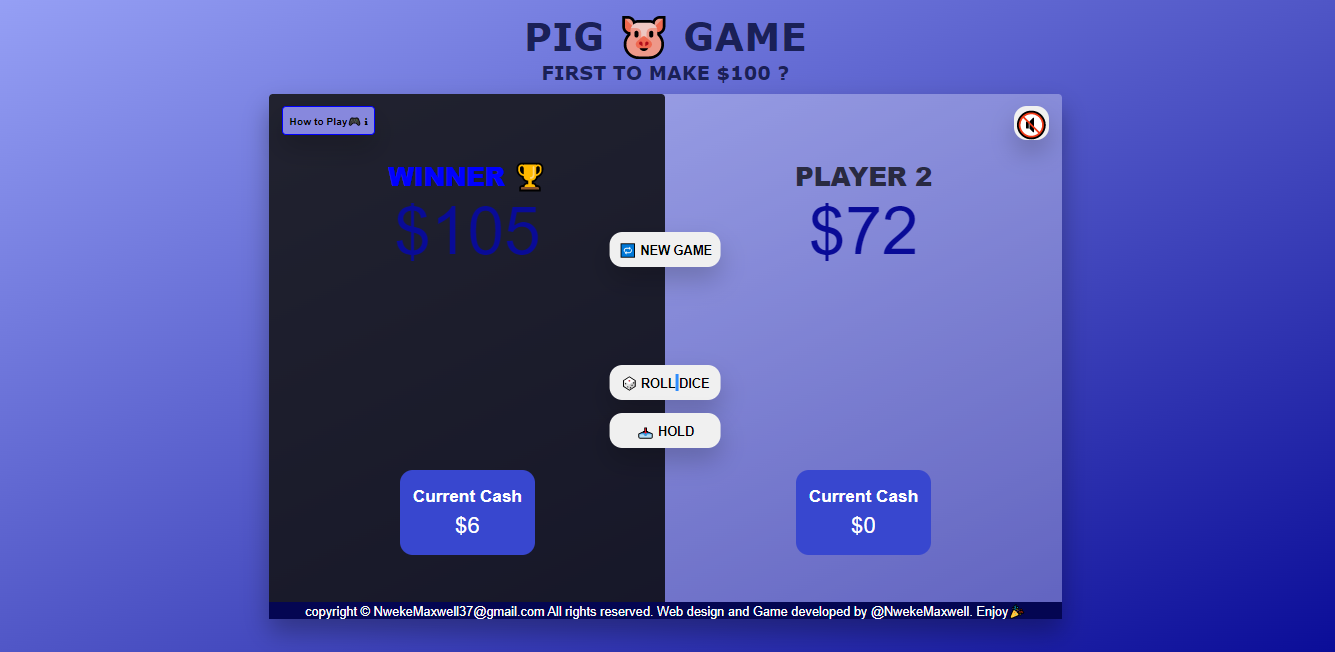 PIG 🐷 GAME
FIRST TO MAKE $100 ?
How to Play🎮 ℹ
WINNER 🏆
$105
PLAYER 2
$72
🔁 NEW GAME
🎲 ROLL DICE
📥 HOLD
Current Cash
$6
Current Cash
$0
copyright © NwekeMaxwell37@gmail.com All rights reserved. Web design and Game developed by @NwekeMaxwell. Enjoy🎉